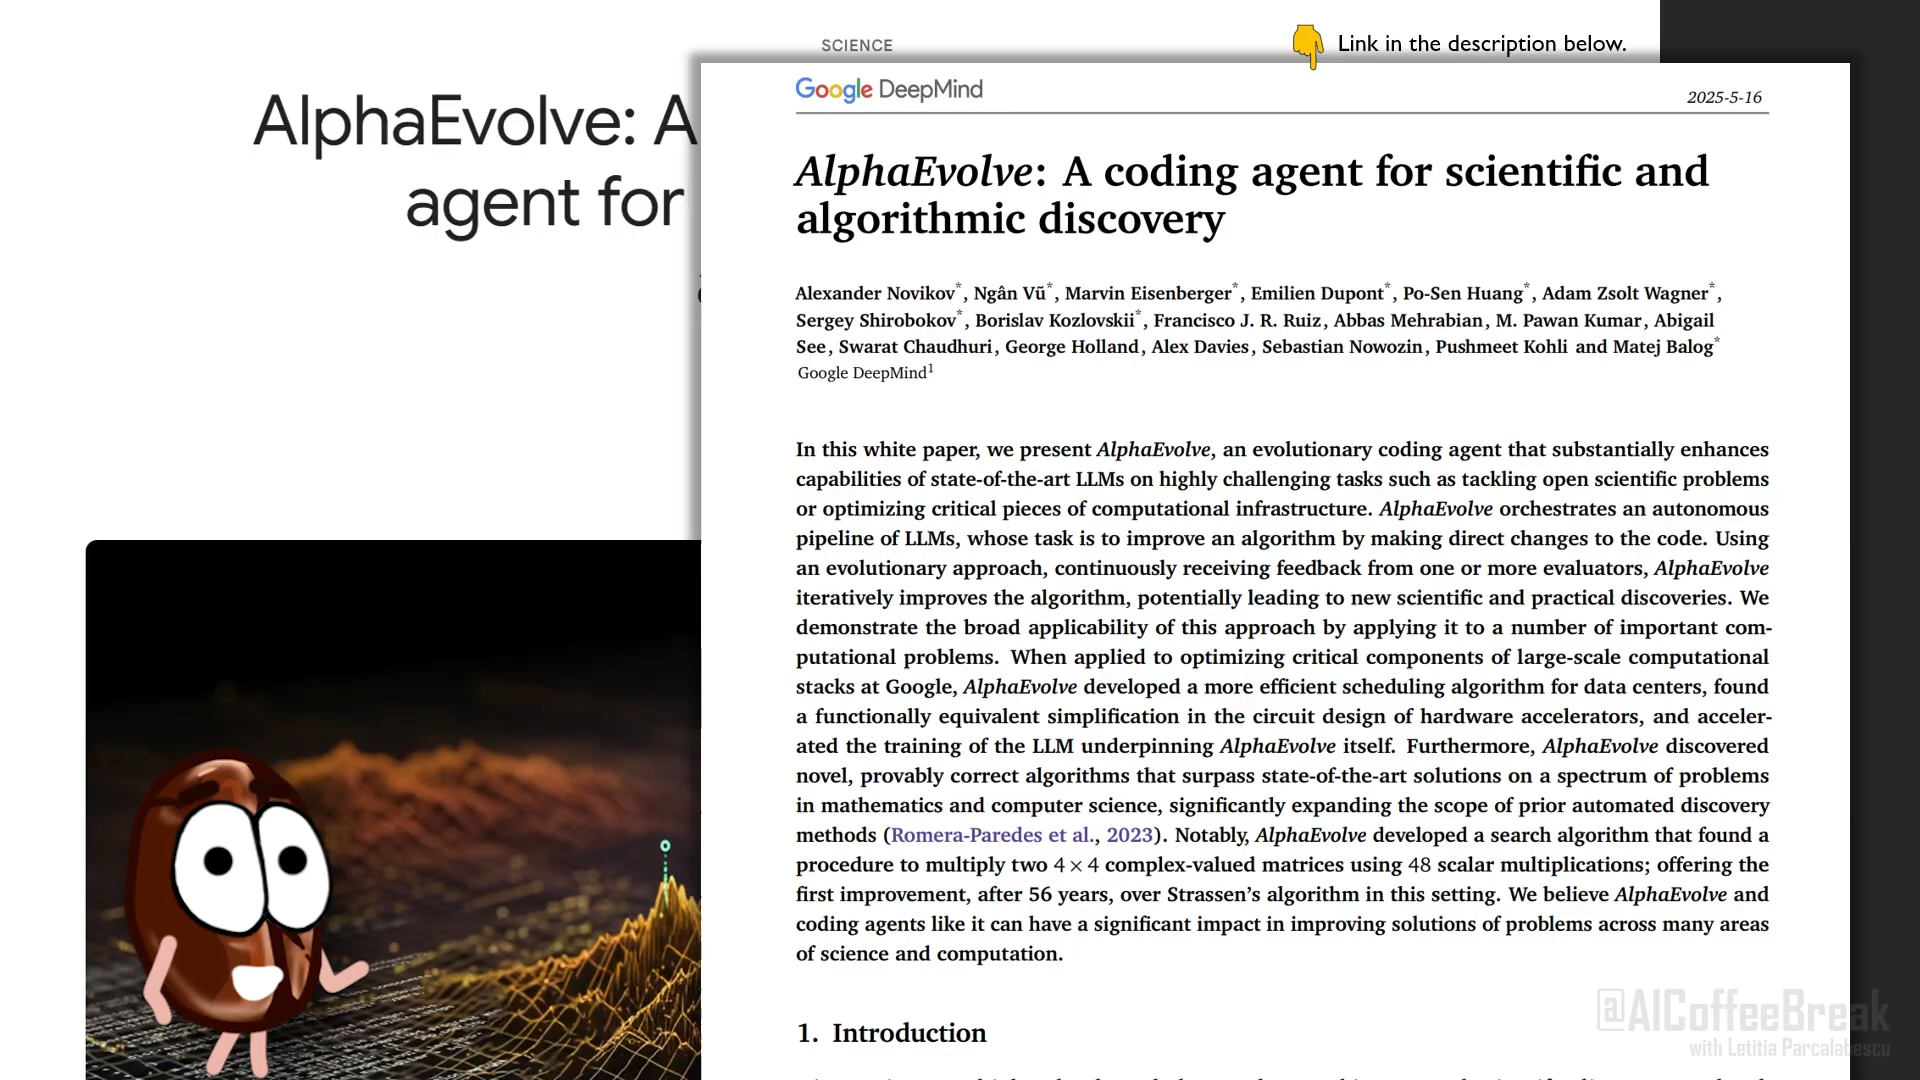 SCIENCE
Link in the description below.
AlphaEvolve: A
agent for
Google DeepMind
2025-5-16
AlphaEvolve: A coding agent for scientific and
algorithmic discovery
Alexander Novikov*, Ngân Vũ*, Marvin Eisenberger*, Emilien Dupont*, Po-Sen Huang*, Adam Zsolt Wagner*,
Sergey Shirobokov*, Borislav Kozlovskii*, Francisco J. R. Ruiz, Abbas Mehrabian, M. Pawan Kumar, Abigail
See, Swarat Chaudhuri, George Holland, Alex Davies, Sebastian Nowozin, Pushmeet Kohli and Matej Balog*
Google DeepMind1
In this white paper, we present AlphaEvolve, an evolutionary coding agent that substantially enhances
capabilities of state-of-the-art LLMs on highly challenging tasks such as tackling open scientific problems
or optimizing critical pieces of computational infrastructure. AlphaEvolve orchestrates an autonomous
pipeline of LLMs, whose task is to improve an algorithm by making direct changes to the code. Using
an evolutionary approach, continuously receiving feedback from one or more evaluators, AlphaEvolve
iteratively improves the algorithm, potentially leading to new scientific and practical discoveries. We
demonstrate the broad applicability of this approach by applying it to a number of important com-
putational problems. When applied to optimizing critical components of large-scale computational
stacks at Google, AlphaEvolve developed a more efficient scheduling algorithm for data centers, found
a functionally equivalent simplification in the circuit design of hardware accelerators, and acceler-
ated the training of the LLM underpinning AlphaEvolve itself. Furthermore, AlphaEvolve discovered
novel, provably correct algorithms that surpass state-of-the-art solutions on a spectrum of problems
in mathematics and computer science, significantly expanding the scope of prior automated discovery
methods (Romera-Paredes et al., 2023). Notably, AlphaEvolve developed a search algorithm that found a
procedure to multiply two 4 × 4 complex-valued matrices using 48 scalar multiplications; offering the
first improvement, after 56 years, over Strassen's algorithm in this setting. We believe AlphaEvolve and
coding agents like it can have a significant impact in improving solutions of problems across many areas
of science and computation.
1. Introduction
@AICoffeeBreak
with Letitia Parcalabescu